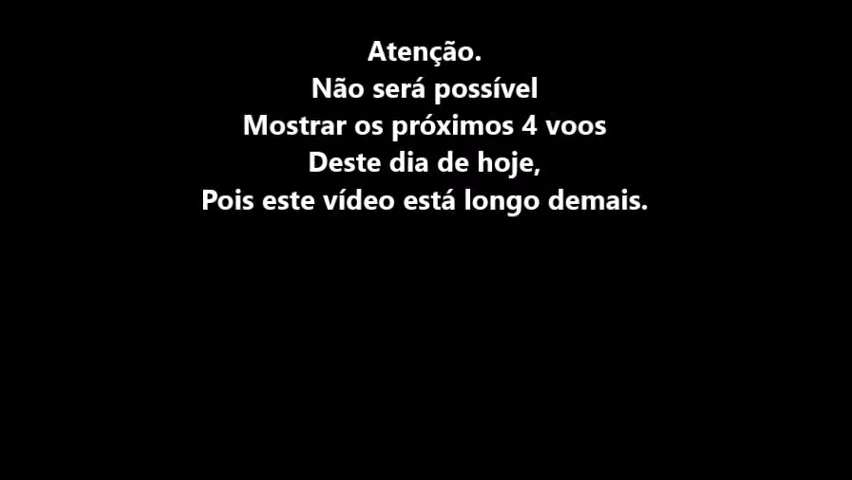 Atenção.
Não será possível
Mostrar os próximos 4 voos
Deste dia de hoje,
Pois este vídeo está longo demais.